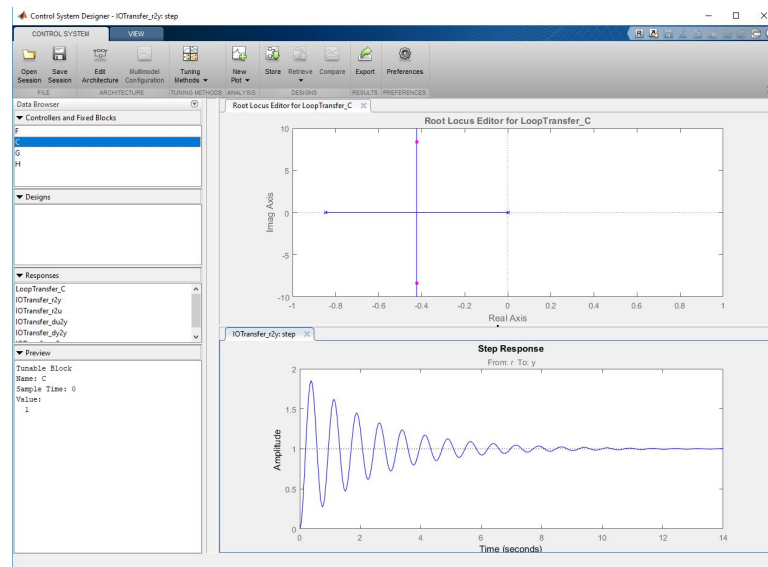 Control System Designer - IOTransfer_r2y: step
CONTROL SYSTEM VIEW
Open Session
Save Session
Edit Architecture
Multimodel Configuration
Tuning Methods
New Plot
Store
Retrieve
Compare
Export
Preferences
FILE ARCHITECTURE TUNING METHODS ANALYSIS DESIGNS RESULTS PREFERENCES
Data Browser
Controllers and Fixed Blocks
F
C
G
H
Designs
Responses
LoopTransfer_C
IOTransfer_r2y
IOTransfer_r2u
IOTransfer_du2y
IOTransfer_dy2y
Preview
Tunable Block
Name: C
Sample Time: 0
Value:
1
Root Locus Editor for LoopTransfer_C
Root Locus Editor for LoopTransfer_C
10
5
0
-5
-10
Imag Axis
-1 -0.8 -0.6 -0.4 -0.2 0 0.2 0.4 0.6 0.8 1
Real Axis
IOTransfer_r2y: step
Step Response
From: r To: y
2
1.5
1
0.5
0
Amplitude
0 2 4 6 8 10 12 14
Time (seconds)